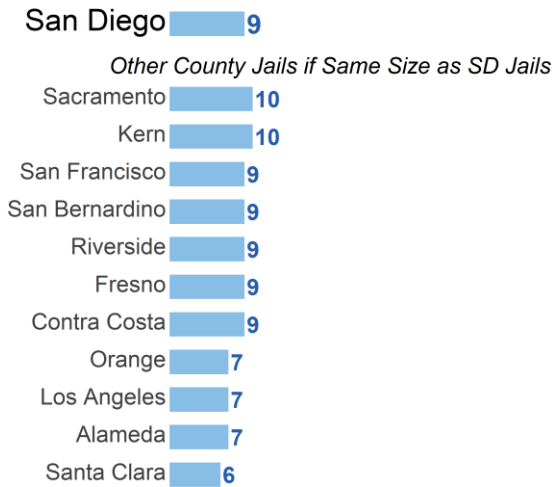 San Diego 9
Other County Jails if Same Size as SD Jails
Sacramento 10
Kern 10
San Francisco 9
San Bernardino 9
Riverside 9
Fresno 9
Contra Costa 9
Orange 7
Los Angeles 7
Alameda 7
Santa Clara 6